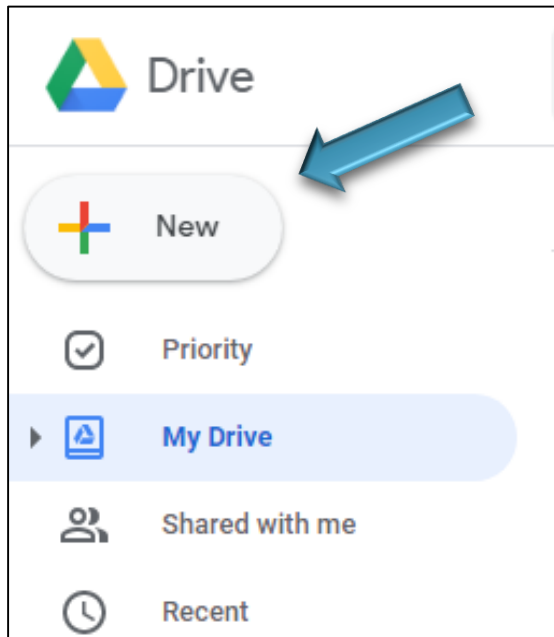 Drive
New
Priority
My Drive
Shared with me
Recent